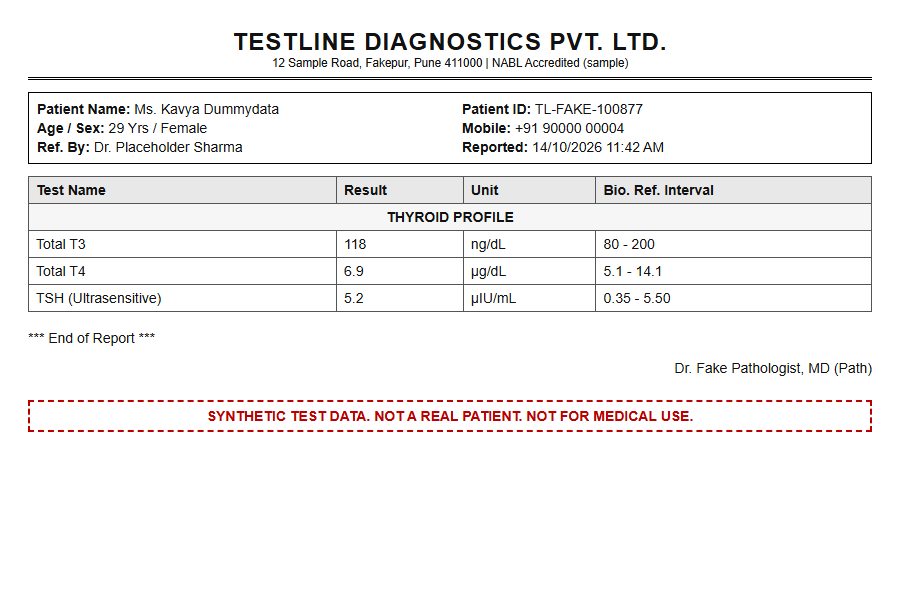 TESTLINE DIAGNOSTICS PVT. LTD.
12 Sample Road, Fakepur, Pune 411000 | NABL Accredited (sample)
Patient Name: Ms. Kavya Dummydata Patient ID: TL-FAKE-100877
Age / Sex: 29 Yrs / Female Mobile: +91 90000 00004
Ref. By: Dr. Placeholder Sharma Reported: 14/10/2026 11:42 AM
Test Name Result Unit Bio. Ref. Interval
THYROID PROFILE
Total T3 118 ng/dL 80 - 200
Total T4 6.9 µg/dL 5.1 - 14.1
TSH (Ultrasensitive) 5.2 µIU/mL 0.35 - 5.50
*** End of Report ***
Dr. Fake Pathologist, MD (Path)
SYNTHETIC TEST DATA. NOT A REAL PATIENT. NOT FOR MEDICAL USE.